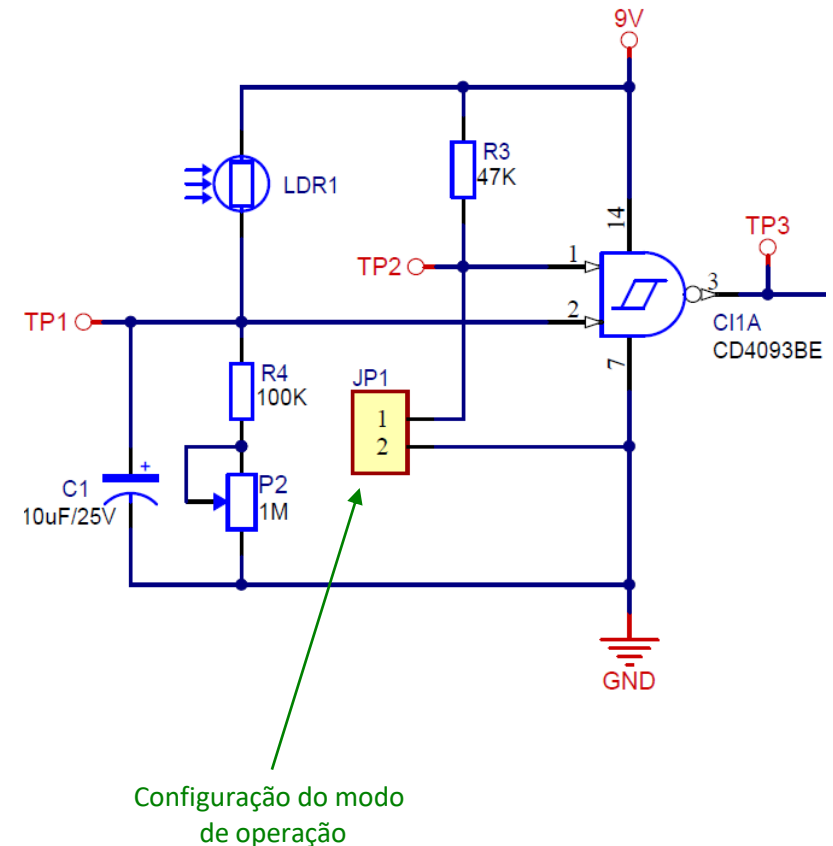 9V
R3
47K
LDR1
14
TP3
TP2
1
3
2
TP1
CI1A
CD4093BE
7
R4
100K
JP1
1
2
+
C1
10uF/25V
P2
1M
GND
Configuração do modo
de operação